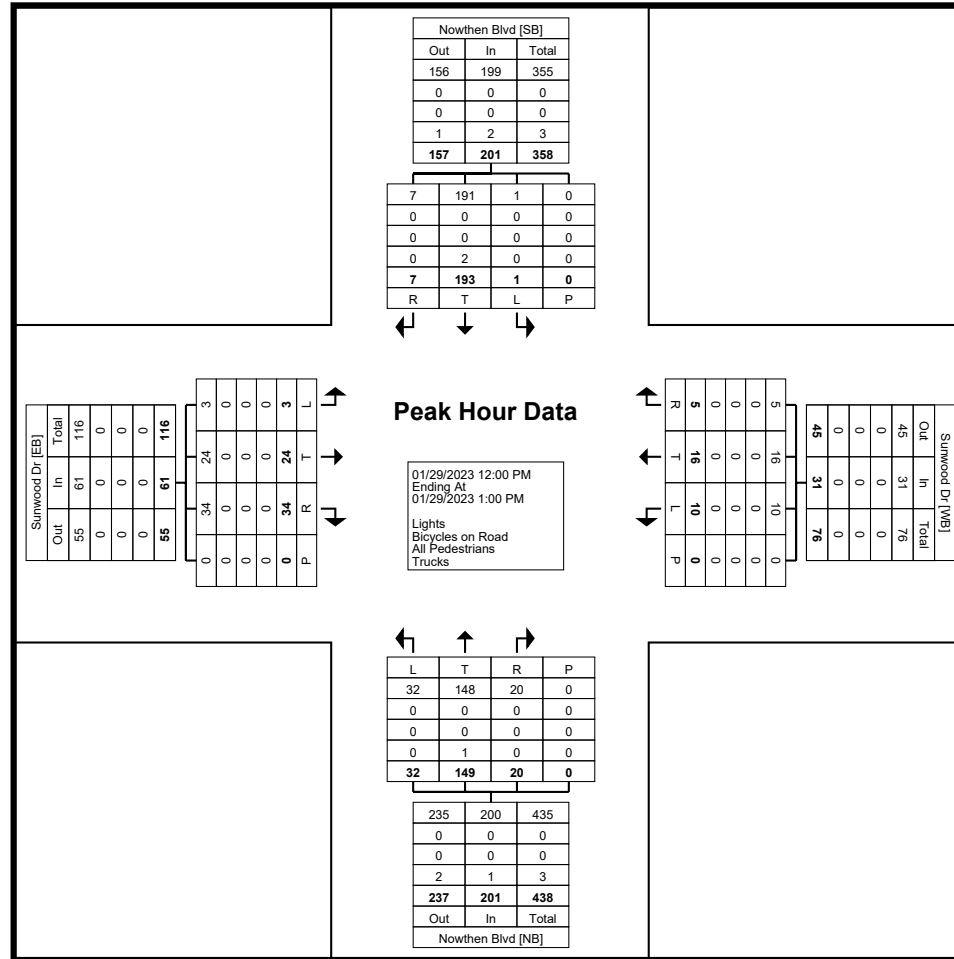 Nowthen Blvd [SB]
Out In Total
156 199 355
0 0 0
0 0 0
1 2 3
157 201 358
7 191 1 0
0 0 0 0
0 0 0 0
0 2 0 0
7 193 1 0
R T L P
Sunwood Dr [EB]
Total In Out
116 61 55
0 0 0
0 0 0
0 0 0
116 61 55
3 24 34 0
0 0 0 0
0 0 0 0
0 0 0 0
3 24 34 0
L T R P
Peak Hour Data
01/29/2023 12:00 PM
Ending At
01/29/2023 1:00 PM
Lights
Bicycles on Road
All Pedestrians
Trucks
R T L P
5 16 10 0
0 0 0 0
0 0 0 0
0 0 0 0
5 16 10 0
45 31 76
0 0 0
0 0 0
0 0 0
45 31 76
Out In Total
Sunwood Dr [WB]
L T R P
32 148 20 0
0 0 0 0
0 0 0 0
0 1 0 0
32 149 20 0
235 200 435
0 0 0
0 0 0
2 1 3
237 201 438
Out In Total
Nowthen Blvd [NB]